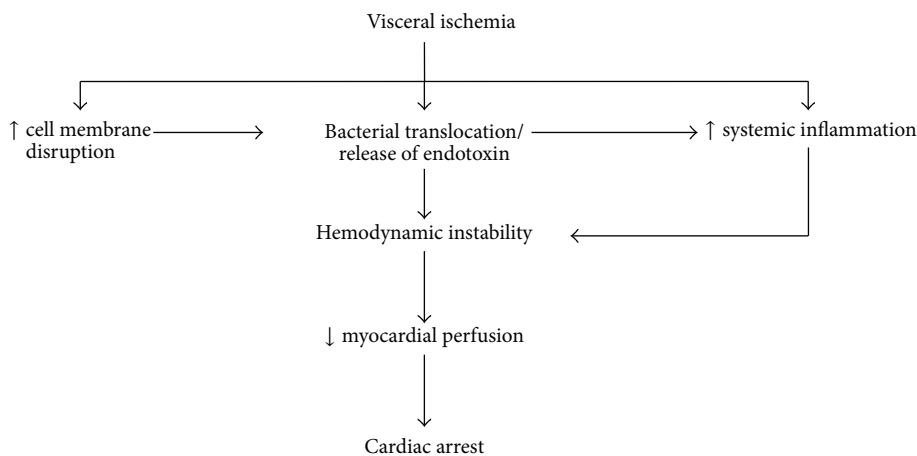 Visceral ischemia
↑ cell membrane
disruption
Bacterial translocation/
release of endotoxin
↑ systemic inflammation
Hemodynamic instability
↓ myocardial perfusion
Cardiac arrest